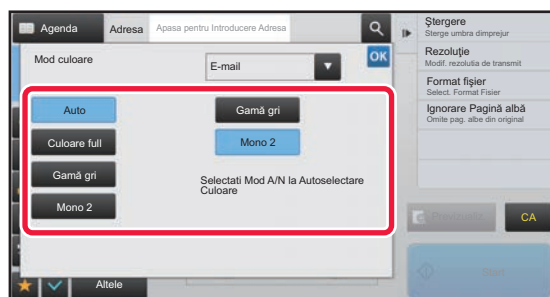 Agenda
Adresa
Apasa pentru Introducere Adresa
Mod culoare
E-mail
OK
Auto
Culoare full
Gamă gri
Mono 2
Gamă gri
Mono 2
Selectati Mod A/N la Autoselectare
Culoare
Altele
Ştergere
Sterge umbra dimprejur
Rezoluţie
Modif. rezolutia de transmit
Format fişier
Select. Format Fisier
Ignorare Pagină albă
Omite pag. albe din original
CA
Start